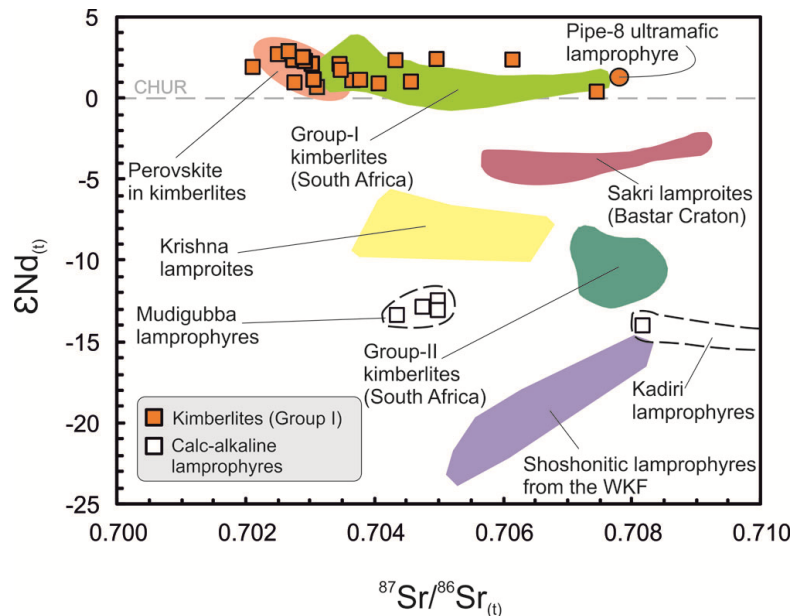 Pipe-8 ultramafic
lamprophyre
5
CHUR
0
Group-I
kimberlites
(South Africa)
Perovskite
in kimberlites
-5
Sakri lamproites
(Bastar Craton)
Krishna
lamproites
-10
εNd(t)
Mudigubba
lamprophyres
Group-II
kimberlites
(South Africa)
-15
Kadiri
lamprophyres
Kimberlites (Group I)
Calc-alkaline
lamprophyres
-20
Shoshonitic lamprophyres
from the WKF
-25
0.700 0.702 0.704 0.706 0.708 0.710
⁸⁷Sr/⁸⁶Sr(t)